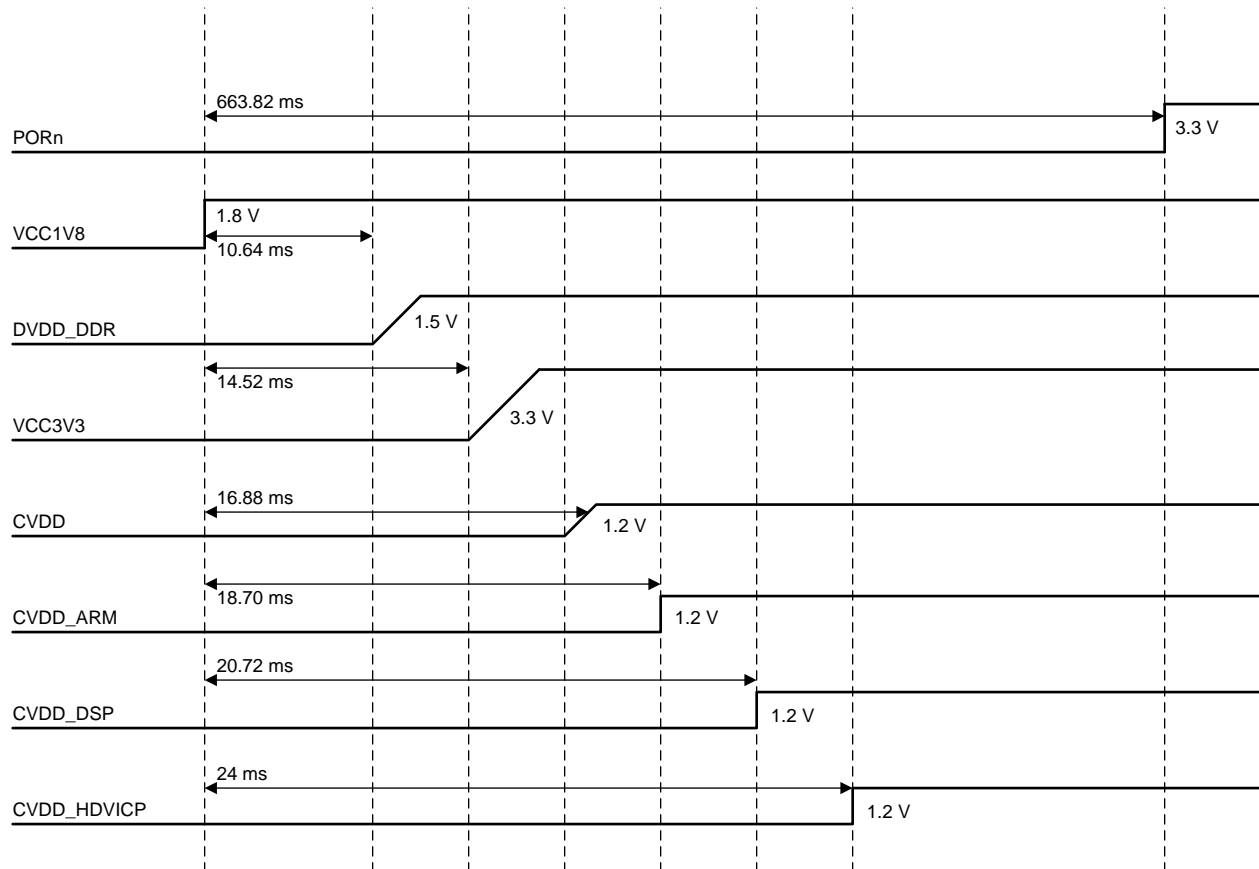 663.82 ms
3.3 V
PORn
1.8 V
VCC1V8
10.64 ms
1.5 V
DVDD_DDR
14.52 ms
3.3 V
VCC3V3
16.88 ms
CVDD
1.2 V
18.70 ms
CVDD_ARM
1.2 V
20.72 ms
CVDD_DSP
1.2 V
24 ms
CVDD_HDVICP
1.2 V